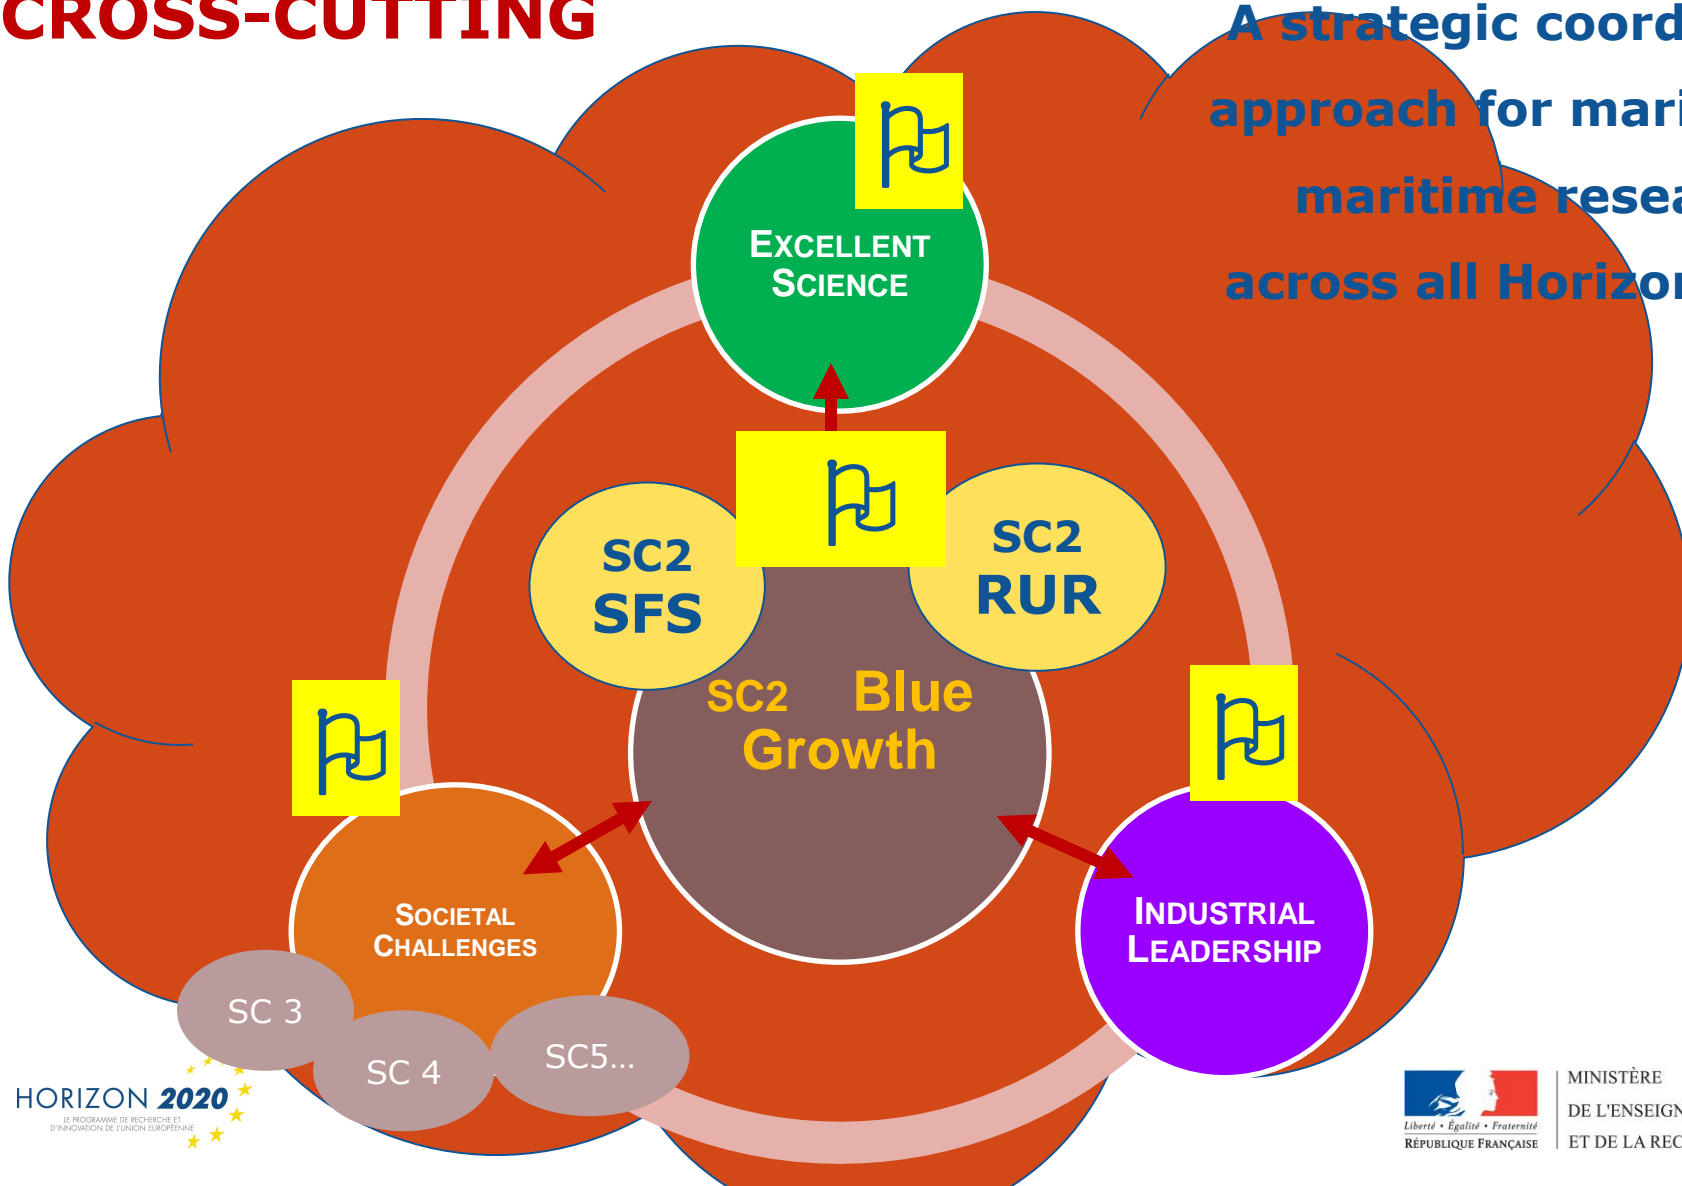 CROSS-CUTTING
A strategic coord
approach for mari
maritime resea
across all Horizon
EXCELLENT
SCIENCE
SC2
SFS
SC2
RUR
SC2 Blue
Growth
SOCIETAL
CHALLENGES
INDUSTRIAL
LEADERSHIP
SC 3
SC 4
SC5...
HORIZON 2020
LE PROGRAMME DE RECHERCHE ET
D'INNOVATION DE L'UNION EUROPÉENNE
Liberté • Égalité • Fraternité
RÉPUBLIQUE FRANÇAISE
MINISTÈRE
DE L'ENSEIGN
ET DE LA REC